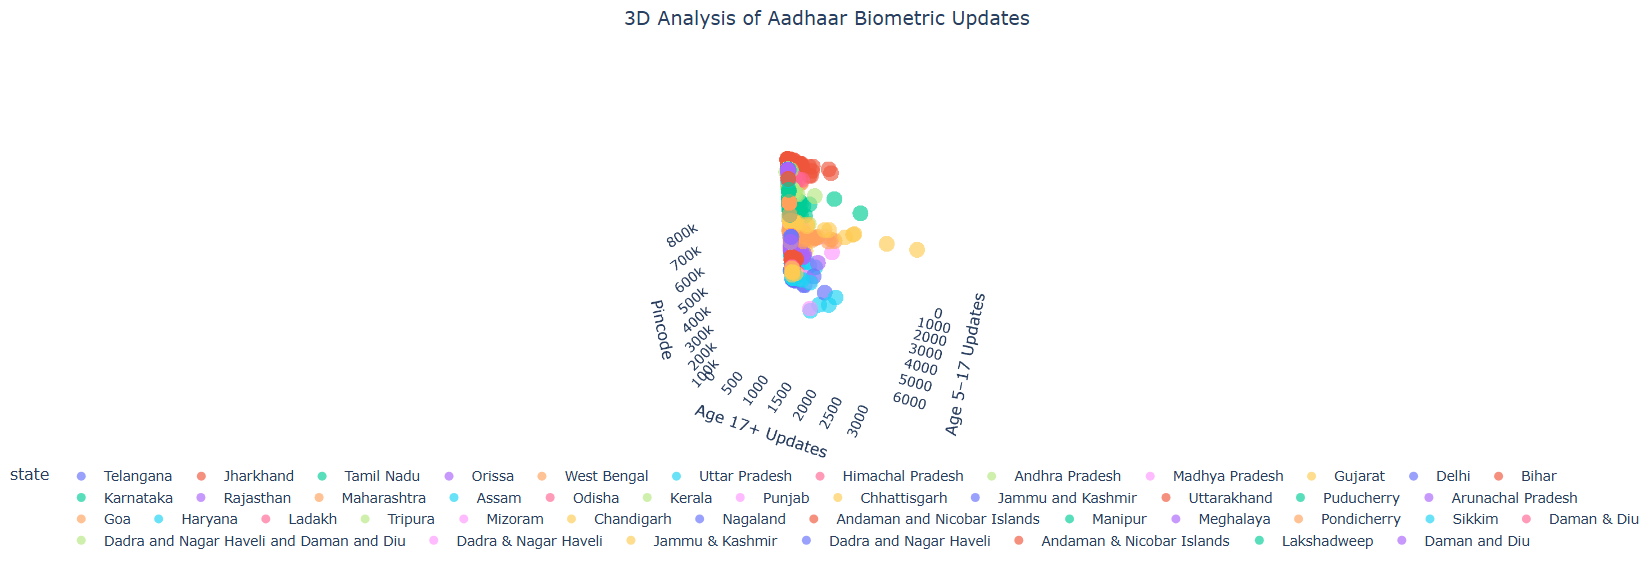 3D Analysis of Aadhaar Biometric Updates
800k
700k
600k
500k
400k
300k
200k
100k
Pincode
0
500
1000
1500
2000
2500
3000
Age 17+ Updates
0
1000
2000
3000
4000
5000
6000
Age 5–17 Updates
state Telangana Jharkhand Tamil Nadu Orissa West Bengal Uttar Pradesh Himachal Pradesh Andhra Pradesh Madhya Pradesh Gujarat Delhi Bihar
Karnataka Rajasthan Maharashtra Assam Odisha Kerala Punjab Chhattisgarh Jammu and Kashmir Uttarakhand Puducherry Arunachal Pradesh
Goa Haryana Ladakh Tripura Mizoram Chandigarh Nagaland Andaman and Nicobar Islands Manipur Meghalaya Pondicherry Sikkim Daman & Diu
Dadra and Nagar Haveli and Daman and Diu Dadra & Nagar Haveli Jammu & Kashmir Dadra and Nagar Haveli Andaman & Nicobar Islands Lakshadweep Daman and Diu